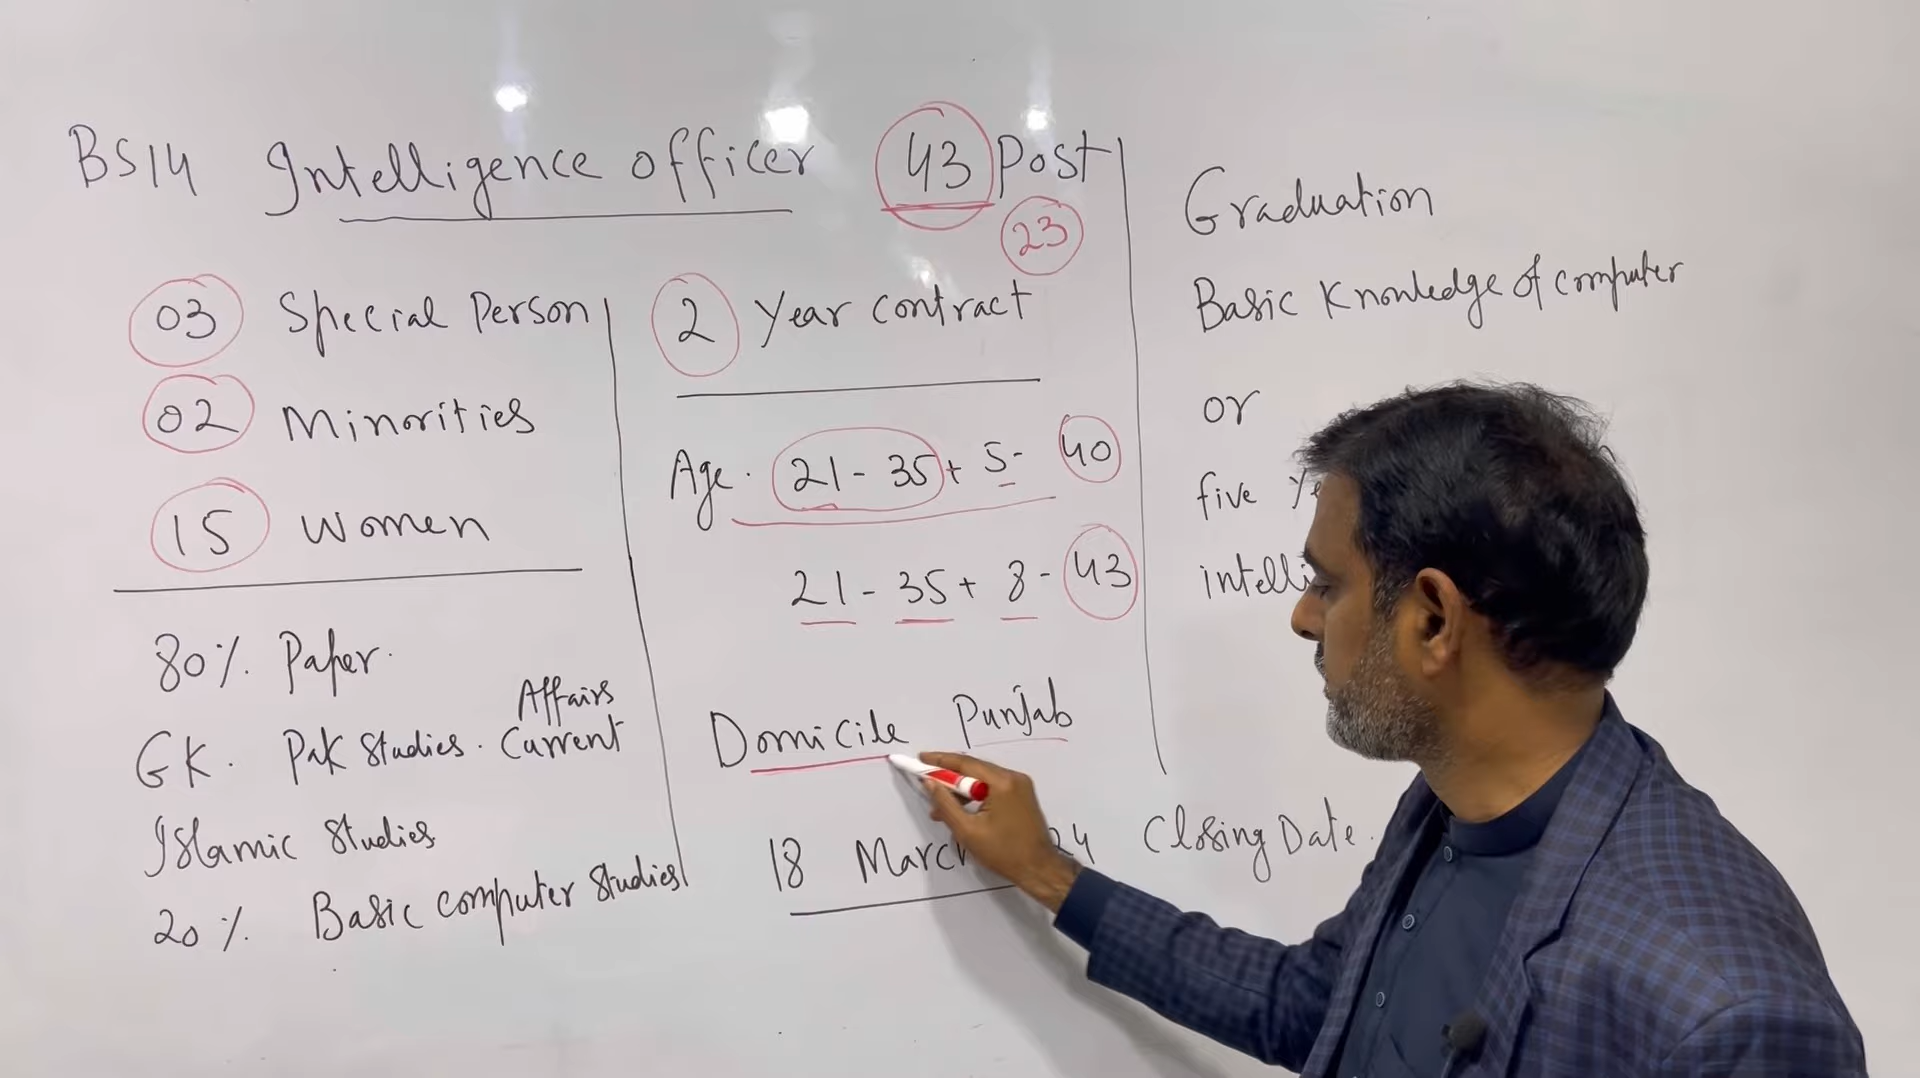 BS14 Intelligence officer 43 Post
23
03 Special Person
02 Minorities
15 Women
80% Paper.
GK. Pak Studies. Current Affairs
Islamic Studies
20% Basic computer Studies
2 Year contract
Age. 21 - 35 + 5 - 40
21 - 35 + 8 - 43
Domicile Punjab
18 March 24 Closing Date.
Graduation
Basic Knowledge of computer
or
five